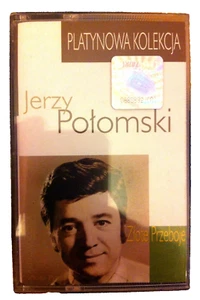 PLATYNOWA KOLEKCJA
Jerzy
Połomski
Złote Przeboje